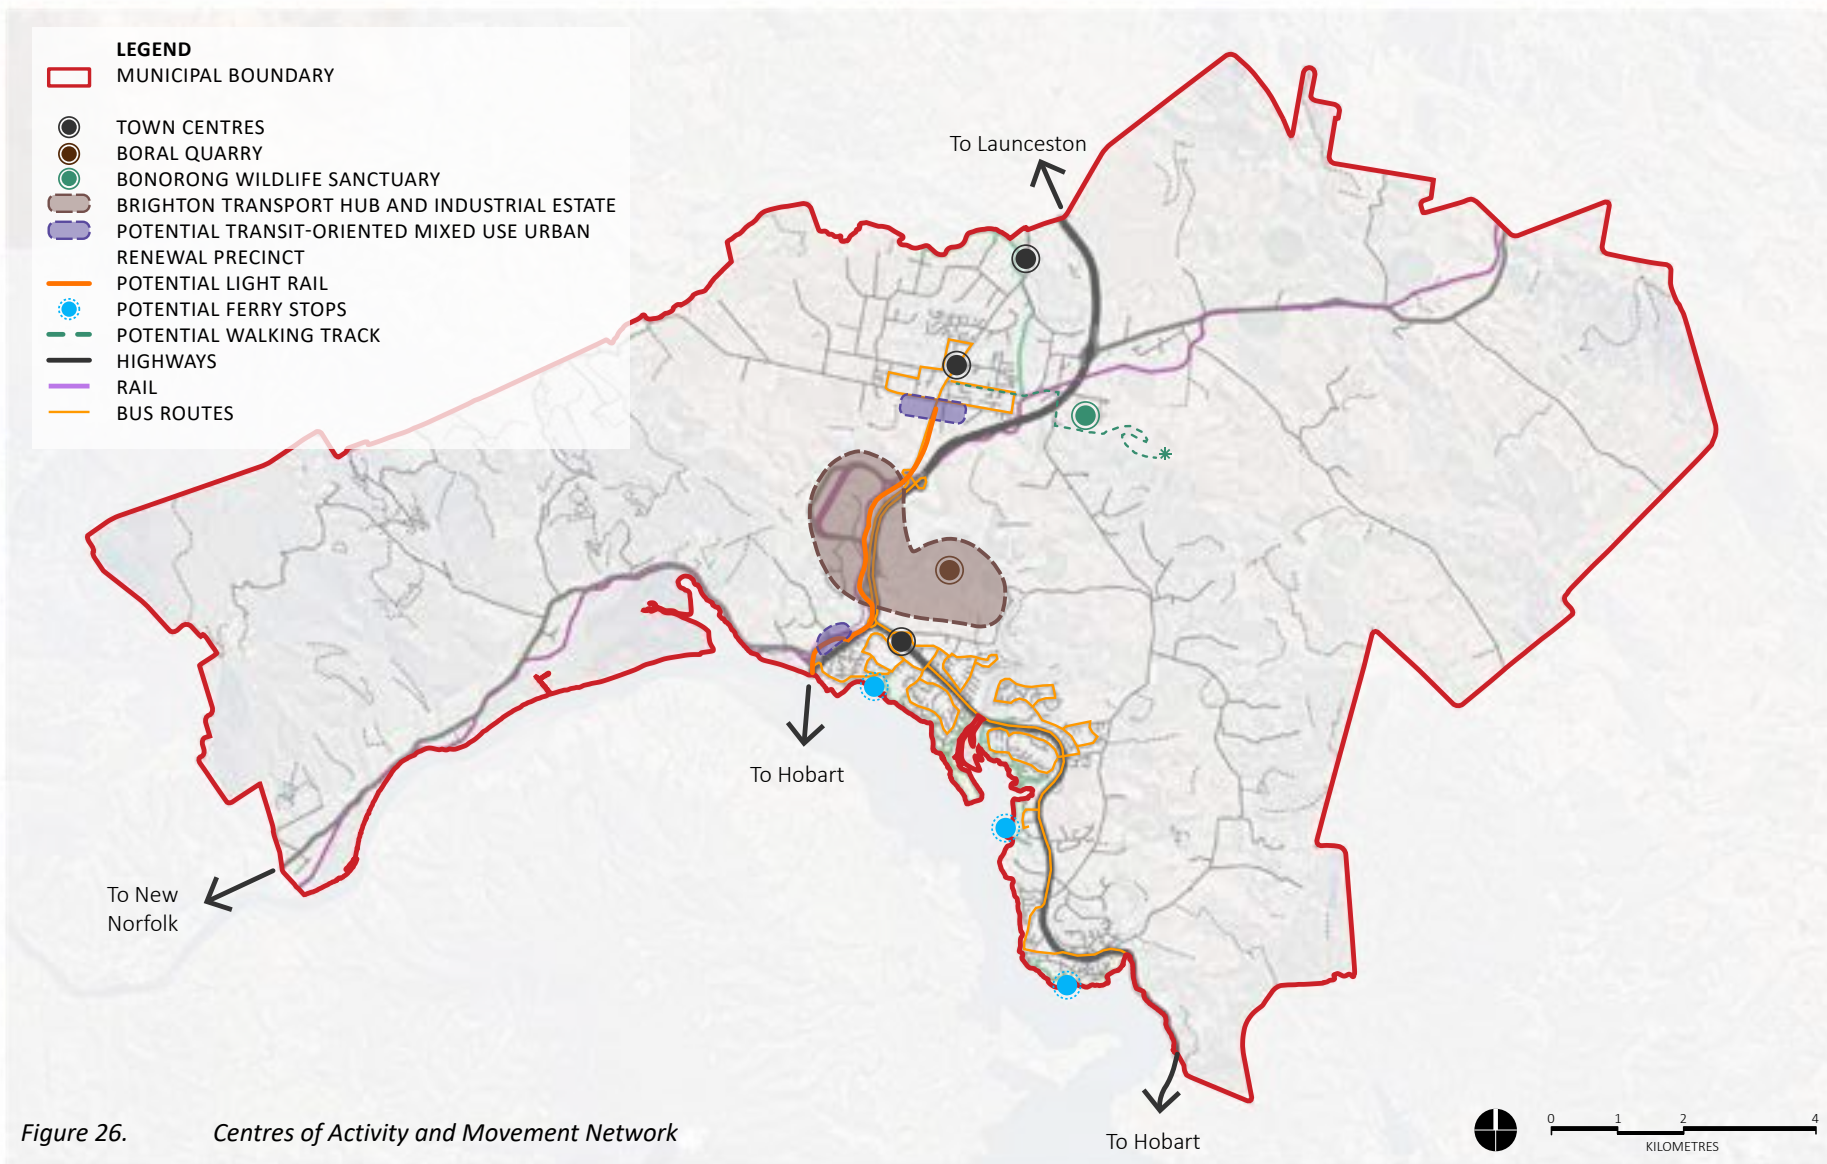 LEGEND
MUNICIPAL BOUNDARY
TOWN CENTRES
BORAL QUARRY
BONORONG WILDLIFE SANCTUARY
BRIGHTON TRANSPORT HUB AND INDUSTRIAL ESTATE
POTENTIAL TRANSIT-ORIENTED MIXED USE URBAN
RENEWAL PRECINCT
POTENTIAL LIGHT RAIL
POTENTIAL FERRY STOPS
POTENTIAL WALKING TRACK
HIGHWAYS
RAIL
BUS ROUTES
To Launceston
To Hobart
To New
Norfolk
To Hobart
Figure 26. Centres of Activity and Movement Network
0 1 2 4
KILOMETRES